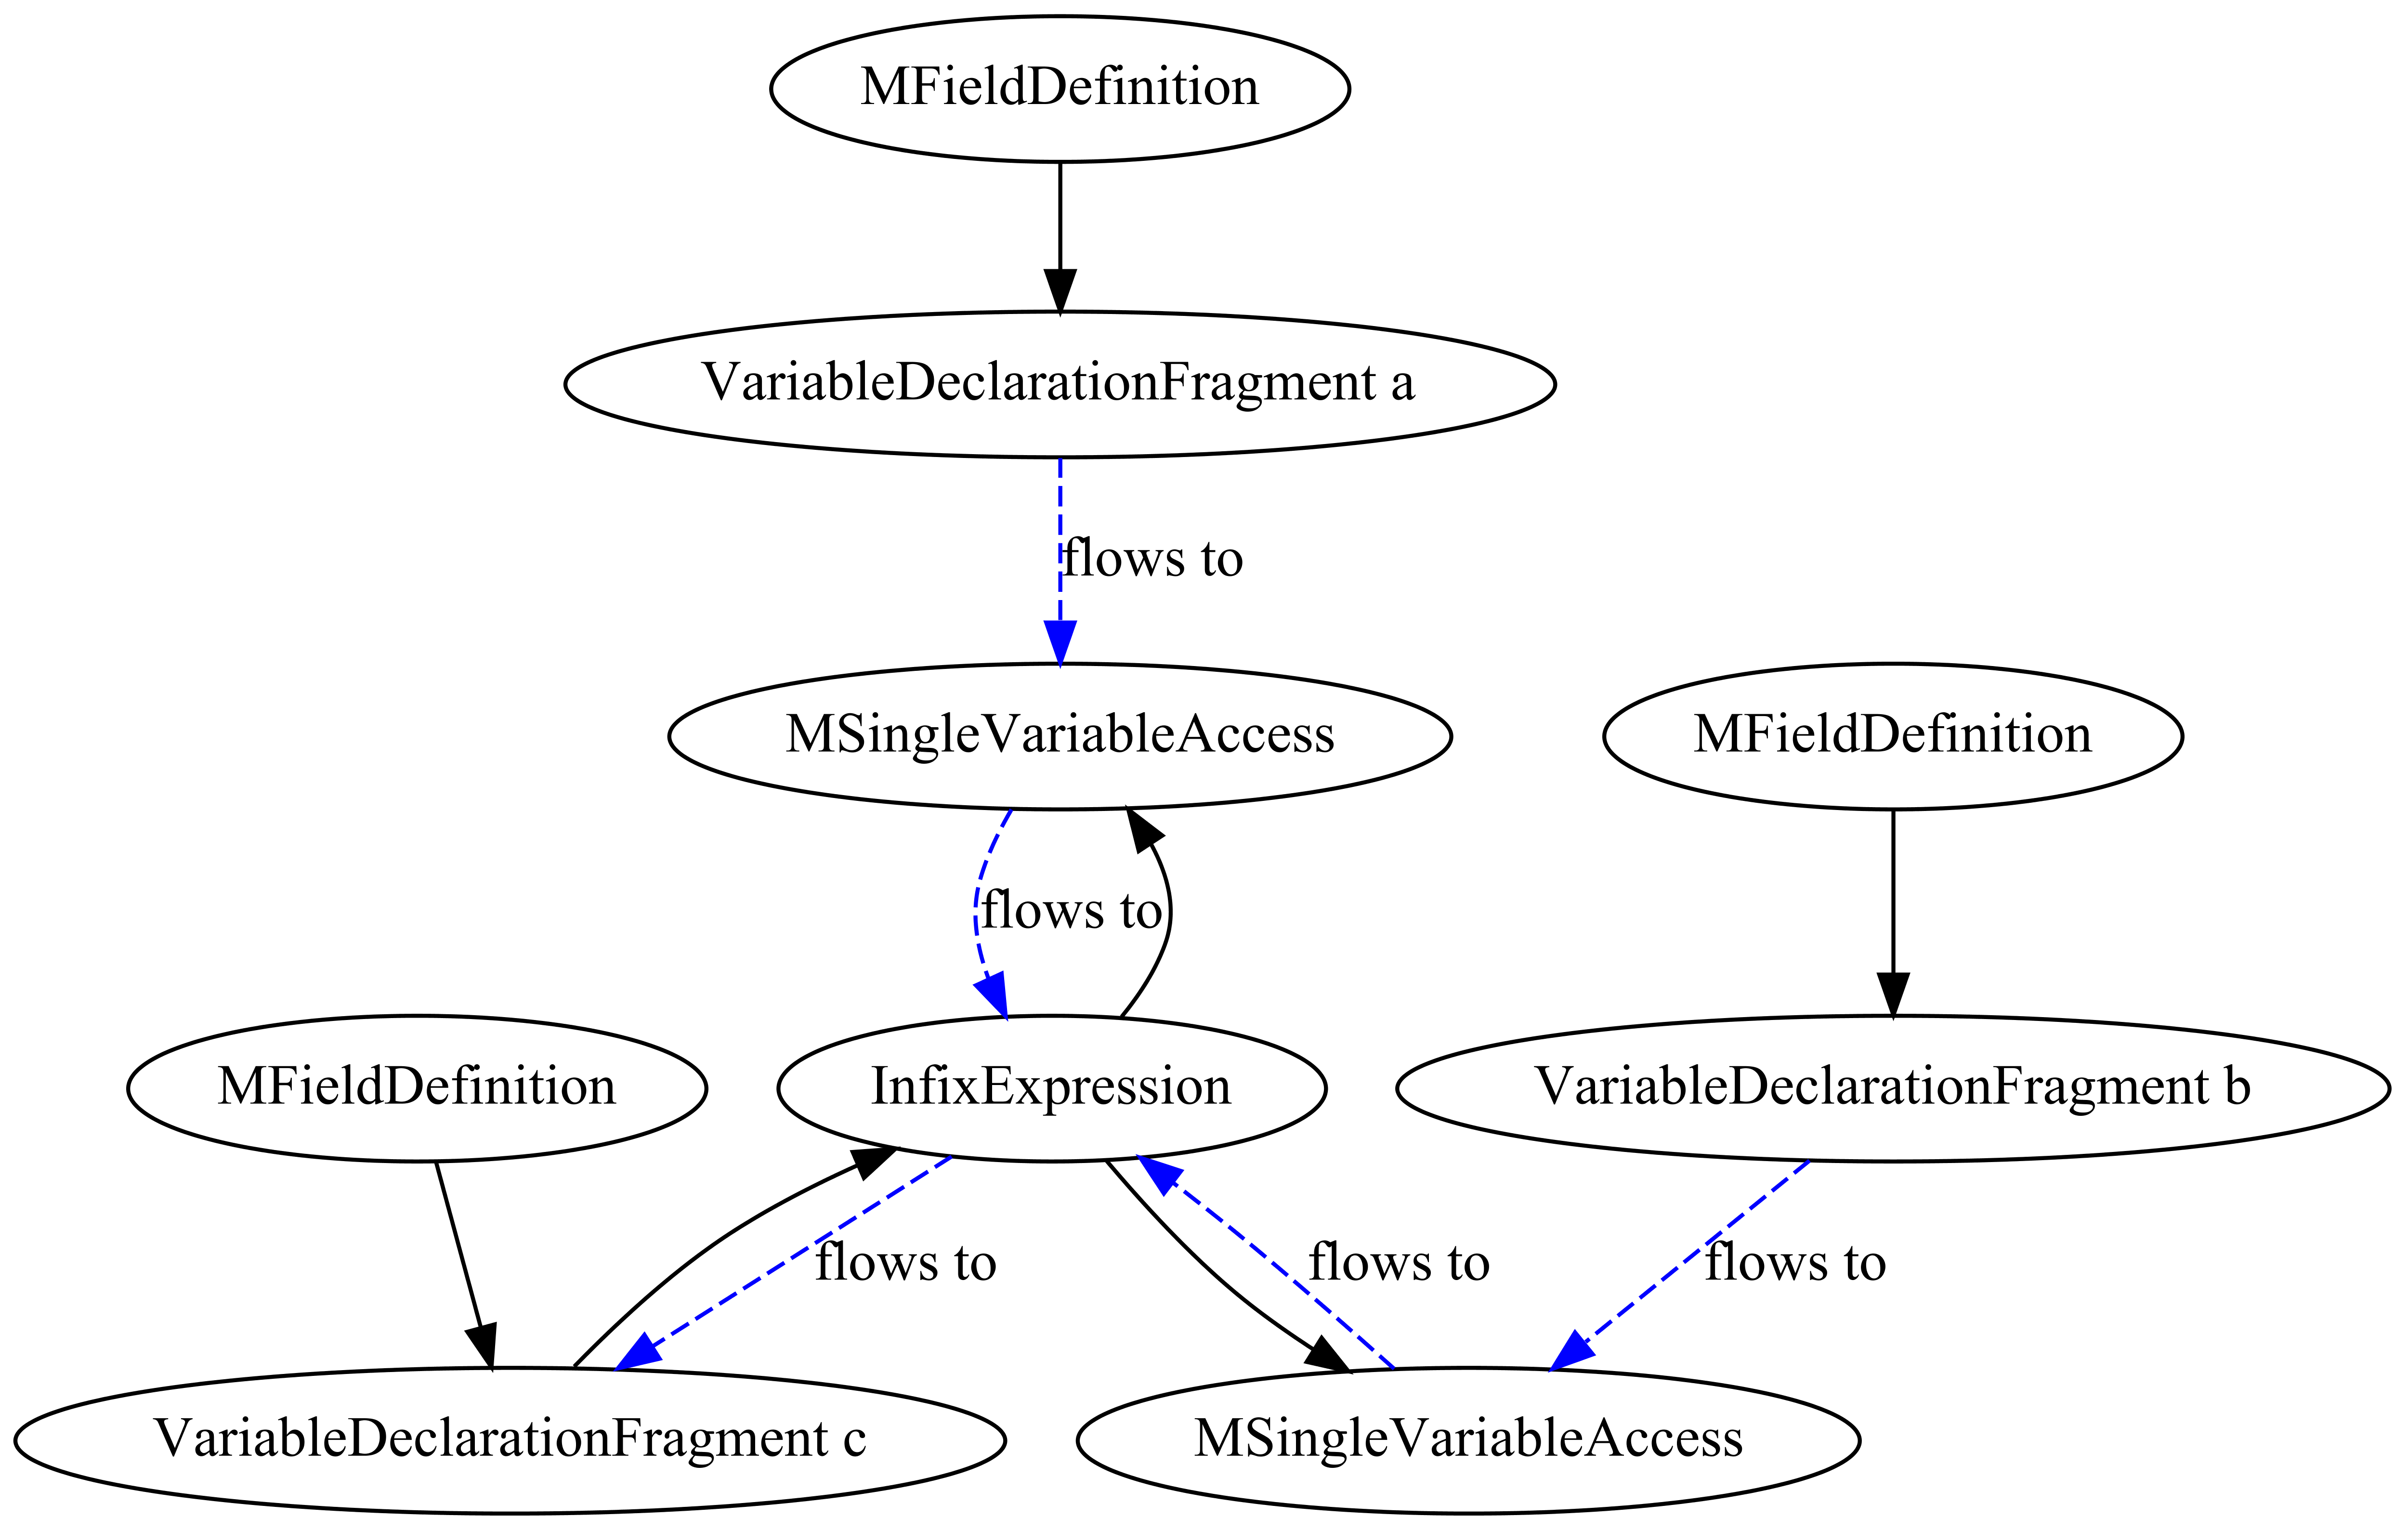 MFieldDefinition
VariableDeclarationFragment a
flows to
MSingleVariableAccess
MFieldDefinition
flows to
MFieldDefinition
InfixExpression
VariableDeclarationFragment b
flows to
flows to
flows to
VariableDeclarationFragment c
MSingleVariableAccess